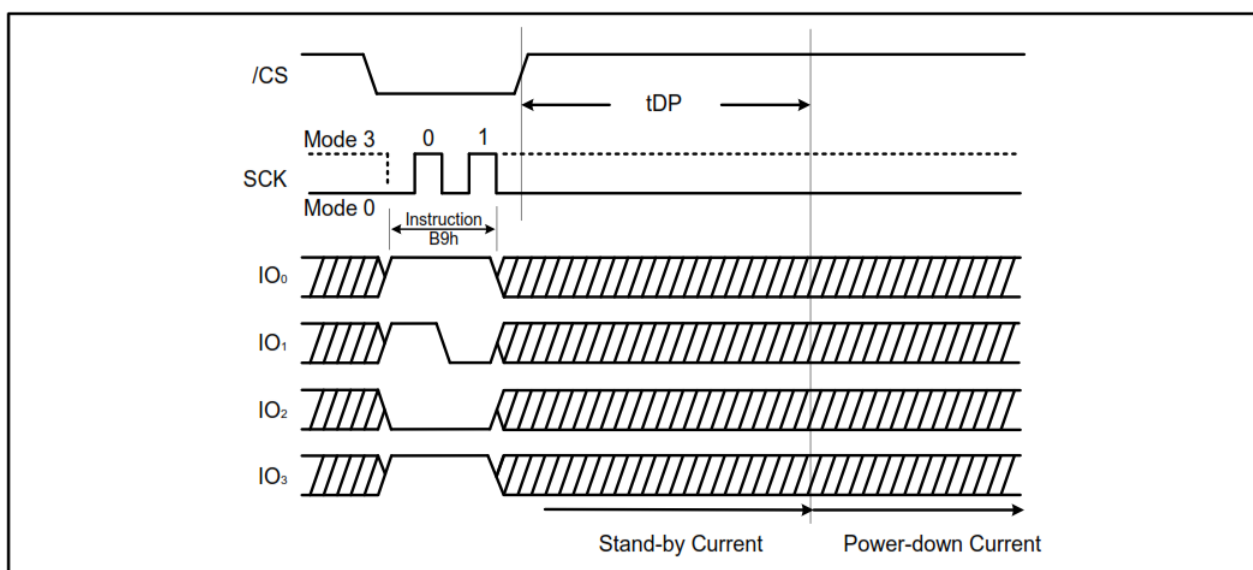 /CS
tDP
Mode 3 0 1
SCK
Mode 0
Instruction
B9h
IO₀
IO₁
IO₂
IO₃
Stand-by Current Power-down Current